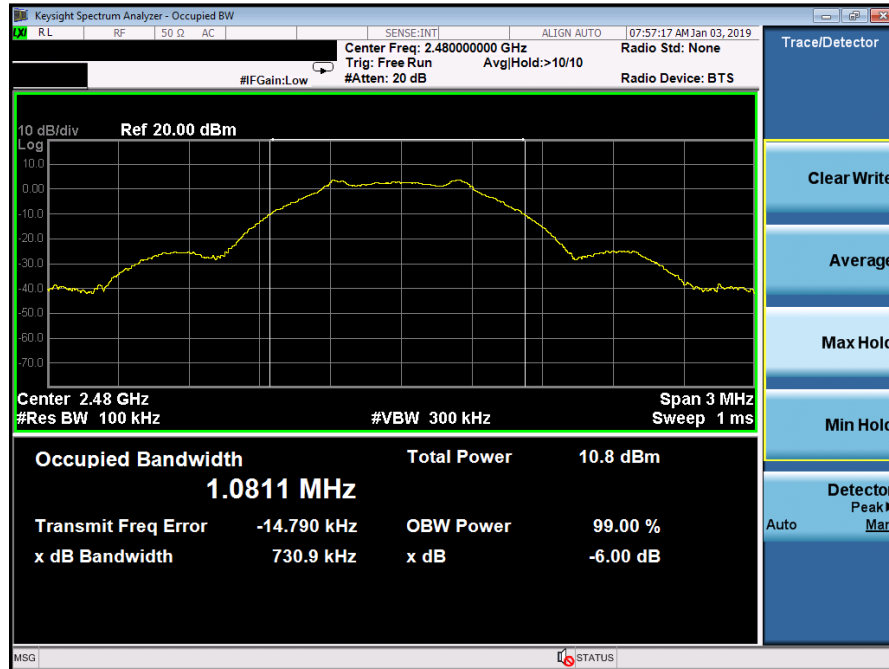 Keysight Spectrum Analyzer - Occupied BW
LXI RL RF 50 Ω AC SENSE:INT ALIGN AUTO 07:57:17 AM Jan 03, 2019
Center Freq: 2.480000000 GHz Radio Std: None
Trig: Free Run Avg|Hold:>10/10
#IFGain:Low #Atten: 20 dB Radio Device: BTS
Trace/Detector
10 dB/div Ref 20.00 dBm
Log
10.0
0.00
-10.0
-20.0
-30.0
-40.0
-50.0
-60.0
-70.0
Center 2.48 GHz Span 3 MHz
#Res BW 100 kHz #VBW 300 kHz Sweep 1 ms
Occupied Bandwidth Total Power 10.8 dBm
1.0811 MHz
Transmit Freq Error -14.790 kHz OBW Power 99.00 %
x dB Bandwidth 730.9 kHz x dB -6.00 dB
Clear Write
Average
Max Hold
Min Hold
Detector
Peak
Auto Man
MSG STATUS